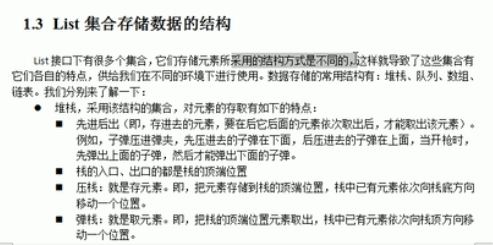 1.3 List 集合存储数据的结构
List 接口下有很多个集合，它们存储元素所采用的结构方式是不同的，这样就导致了这些集合有
它们各自的特点，供给我们在不同的环境下进行使用。数据存储的常用结构有：堆栈、队列、数组、
链表。我们分别来了解一下：
● 堆栈，采用该结构的集合，对元素的存取有如下的特点：
■ 先进后出（即，存进去的元素，要在后它后面的元素依次取出后，才能取出该元素）。
例如，子弹压进弹夹，先压进去的子弹在下面，后压进去的子弹在上面，当开枪时，
先弹出上面的子弹，然后才能弹出下面的子弹。
■ 栈的入口、出口的都是栈的顶端位置
■ 压栈：就是存元素。即，把元素存储到栈的顶端位置，栈中已有元素依次向栈底方向
移动一个位置。
■ 弹栈：就是取元素。即，把栈的顶端位置元素取出，栈中已有元素依次向栈顶方向移
动一个位置。